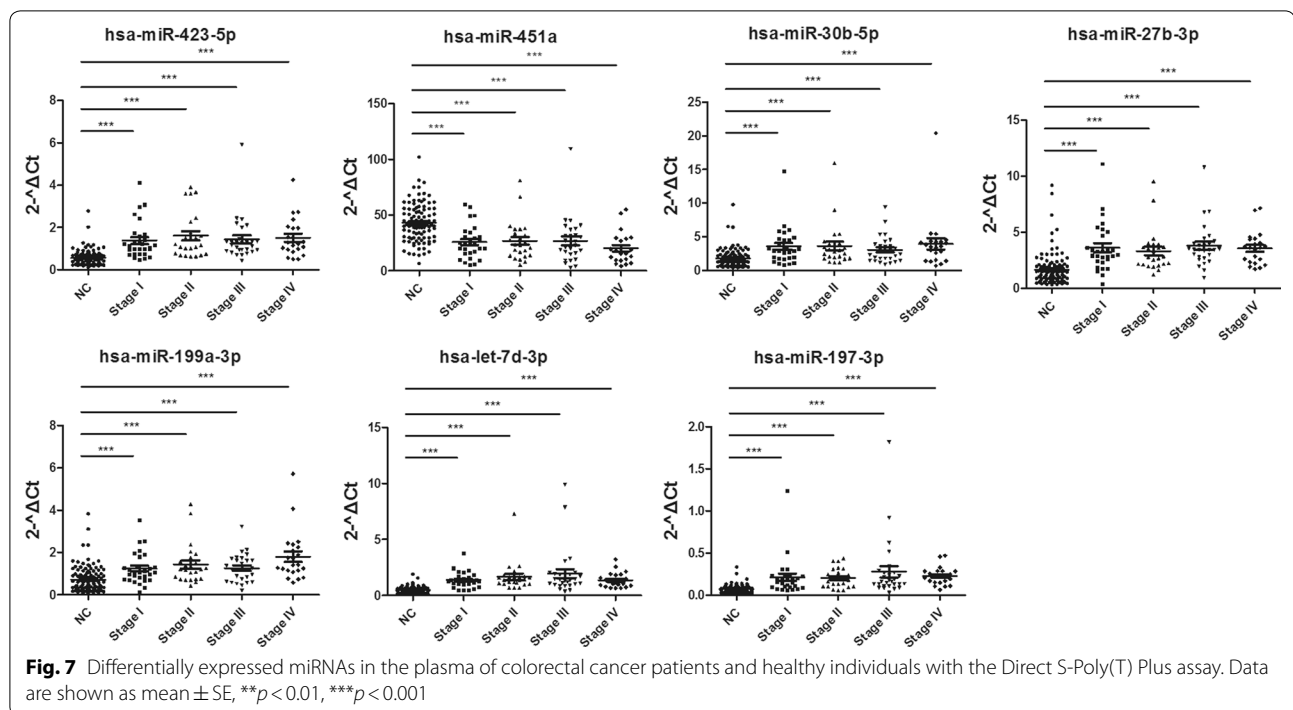 hsa-miR-423-5p
***
***
***
***
2-^ΔCt
8
6
4
2
0
NC
Stage I
Stage II
Stage III
Stage IV
hsa-miR-451a
***
***
***
***
2-^ΔCt
150
100
50
0
NC
Stage I
Stage II
Stage III
Stage IV
hsa-miR-30b-5p
***
***
***
***
2-^ΔCt
25
20
15
10
5
0
NC
Stage I
Stage II
Stage III
Stage IV
hsa-miR-27b-3p
***
***
***
***
2-^ΔCt
15
10
5
0
NC
Stage I
Stage II
Stage III
Stage IV
hsa-miR-199a-3p
***
***
***
***
2-^ΔCt
8
6
4
2
0
NC
Stage I
Stage II
Stage III
Stage IV
hsa-let-7d-3p
***
***
***
***
2-^ΔCt
15
10
5
0
NC
Stage I
Stage II
Stage III
Stage IV
hsa-miR-197-3p
***
***
***
***
2-^ΔCt
2.0
1.5
1.0
0.5
0.0
NC
Stage I
Stage II
Stage III
Stage IV
Fig. 7 Differentially expressed miRNAs in the plasma of colorectal cancer patients and healthy individuals with the Direct S-Poly(T) Plus assay. Data
are shown as mean ± SE, **p < 0.01, ***p < 0.001